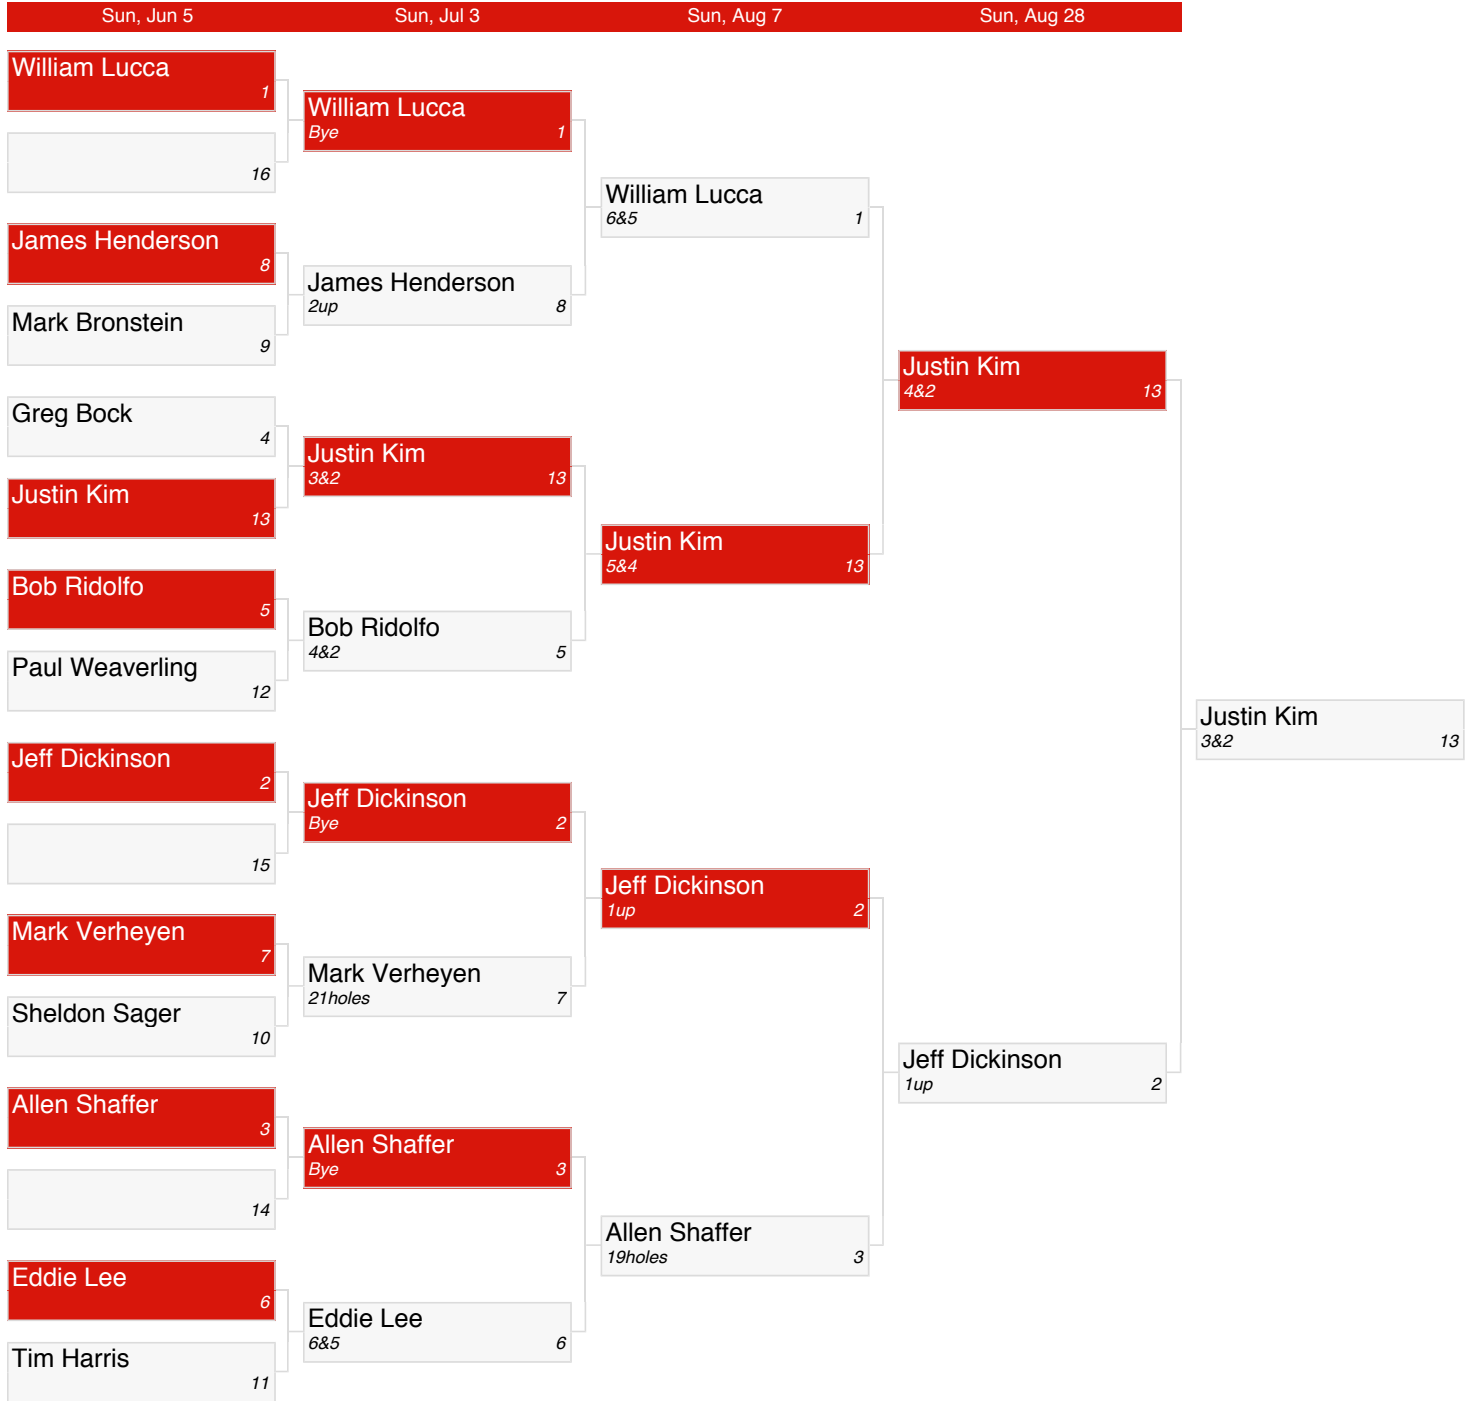 Sun, Jun 5
Sun, Jul 3
Sun, Aug 7
Sun, Aug 28
William Lucca
1
16
James Henderson
8
Mark Bronstein
9
Greg Bock
4
Justin Kim
13
Bob Ridolfo
5
Paul Weaverling
12
Jeff Dickinson
2
15
Mark Verheyen
7
Sheldon Sager
10
Allen Shaffer
3
14
Eddie Lee
6
Tim Harris
11
William Lucca
Bye 1
James Henderson
2up 8
Justin Kim
3&2 13
Bob Ridolfo
4&2 5
Jeff Dickinson
Bye 2
Mark Verheyen
21holes 7
Allen Shaffer
Bye 3
Eddie Lee
6&5 6
William Lucca
6&5 1
Justin Kim
5&4 13
Jeff Dickinson
1up 2
Allen Shaffer
19holes 3
Justin Kim
4&2 13
Jeff Dickinson
1up 2
Justin Kim
3&2 13